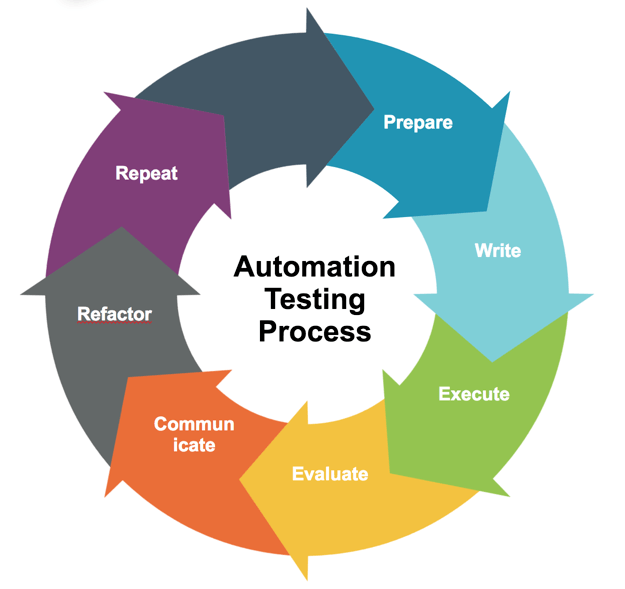 Automation
Testing
Process
Prepare
Write
Execute
Evaluate
Commun
icate
Refactor
Repeat